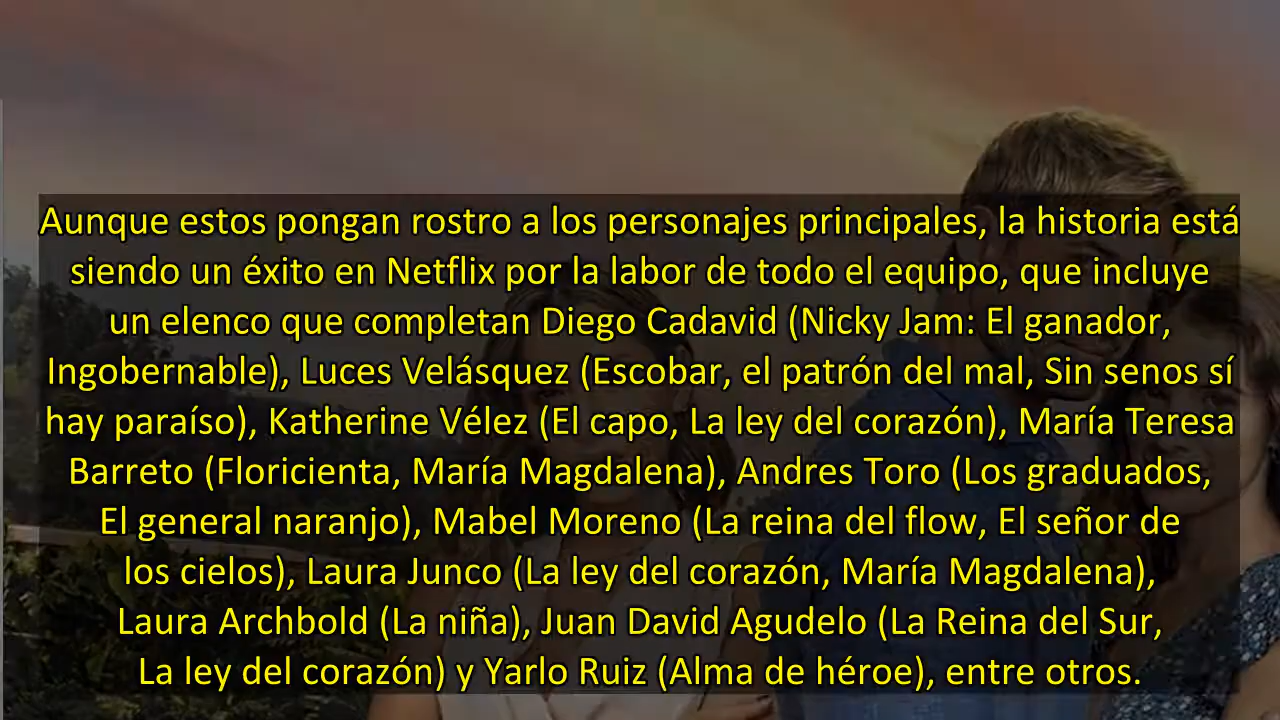 Aunque estos pongan rostro a los personajes principales, la historia está
siendo un éxito en Netflix por la labor de todo el equipo, que incluye
un elenco que completan Diego Cadavid (Nicky Jam: El ganador,
Ingobernable), Luces Velásquez (Escobar, el patrón del mal, Sin senos sí
hay paraíso), Katherine Vélez (El capo, La ley del corazón), María Teresa
Barreto (Floricienta, María Magdalena), Andres Toro (Los graduados,
El general naranjo), Mabel Moreno (La reina del flow, El señor de
los cielos), Laura Junco (La ley del corazón, María Magdalena),
Laura Archbold (La niña), Juan David Agudelo (La Reina del Sur,
La ley del corazón) y Yarlo Ruiz (Alma de héroe), entre otros.